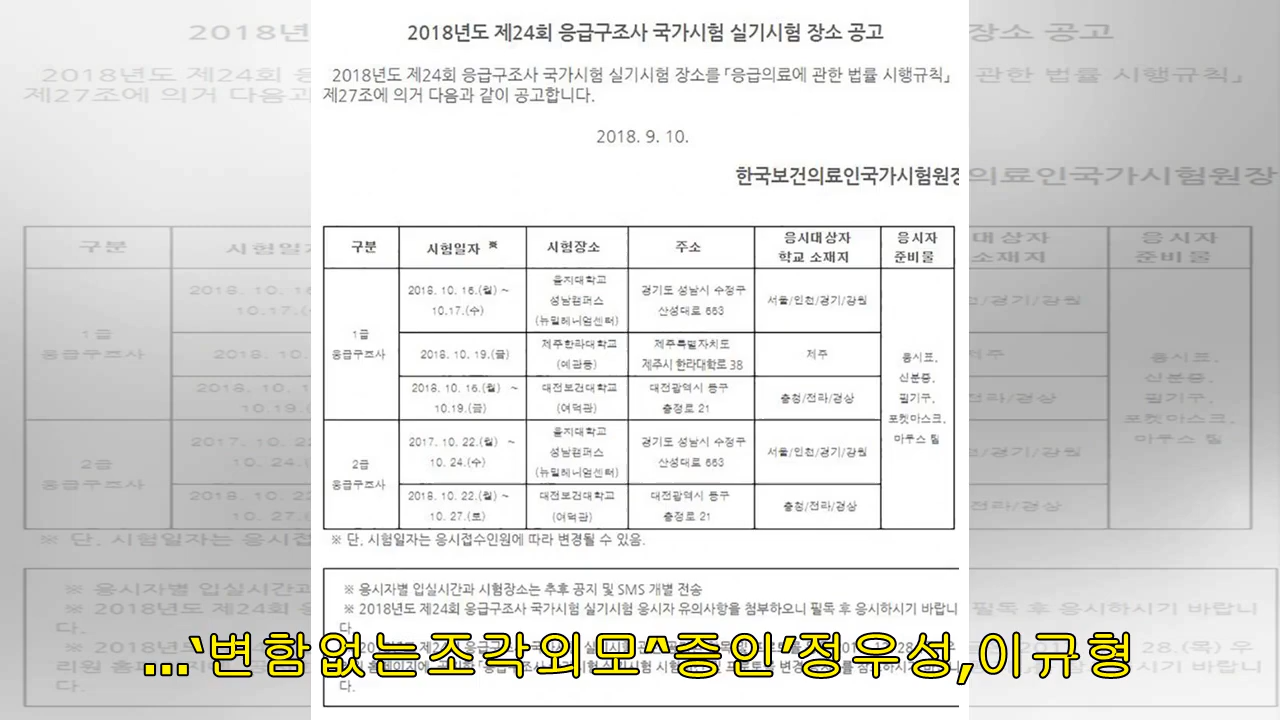 2018년도 제24회 응급구조사 국가시험 실기시험 장소 공고
2018년도 제24회 응급구조사 국가시험 실기시험 장소를 「응급의료에 관한 법률 시행규칙」
제27조에 의거 다음과 같이 공고합니다.
2018. 9. 10.
한국보건의료인국가시험원장
구분 시험일자 ※ 시험장소 주소 응시대상자 학교 소재지 응시자 준비물
1급 응급구조사
2018. 10. 16.(월) ~ 10.17.(수)
을지대학교 성남캠퍼스 (뉴밀레니엄센터)
경기도 성남시 수정구 산성대로 553
서울/인천/경기/강원
2018. 10. 19.(금)
제주한라대학교 (예관동)
제주특별자치도 제주시 한라대학로 38
제주
2018. 10. 16.(월) ~ 10.19.(금)
대전보건대학교 (여덕관)
대전광역시 동구 충정로 21
충청/전라/경상
응시표, 신분증, 필기구, 포켓마스크, 마우스 필
2급 응급구조사
2017. 10. 22.(월) ~ 10. 24.(수)
을지대학교 성남캠퍼스 (뉴밀레니엄센터)
경기도 성남시 수정구 산성대로 553
서울/인천/경기/강원
2018. 10. 22.(월) ~ 10.27.(토)
대전보건대학교 (여덕관)
대전광역시 동구 충정로 21
충청/전라/경상
※ 단, 시험일자는 응시접수인원에 따라 변경될 수 있음.
※ 응시자별 입실시간과 시험장소는 추후 공지 및 SMS 개별 전송
※ 2018년도 제24회 응급구조사 국가시험 실기시험 응시자 유의사항을 첨부하오니 필독 후 응시하시기 바랍니
다.
...‘변함없는조각외모^증인’정우성,이규형